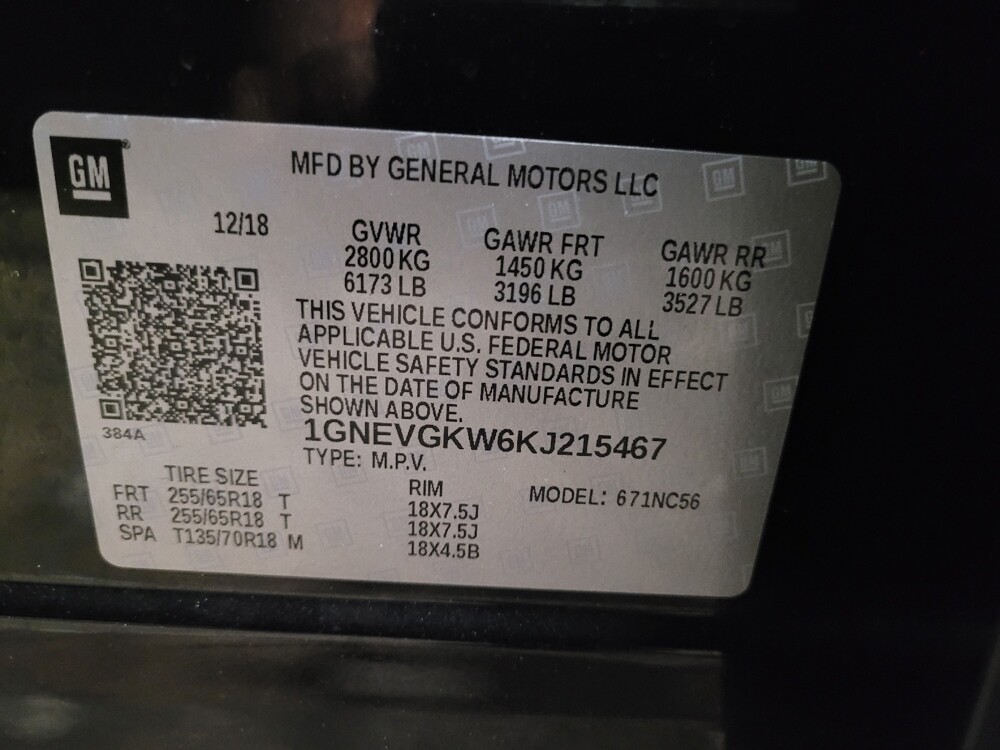 GM
MFD BY GENERAL MOTORS LLC
12/18
GVWR
2800 KG
6173 LB
GAWR FRT
1450 KG
3196 LB
GAWR RR
1600 KG
3527 LB
THIS VEHICLE CONFORMS TO ALL
APPLICABLE U.S. FEDERAL MOTOR
VEHICLE SAFETY STANDARDS IN EFFECT
ON THE DATE OF MANUFACTURE
SHOWN ABOVE.
384A
1GNEVGKW6KJ215467
TYPE: M.P.V.
TIRE SIZE
RIM
MODEL: 671NC56
FRT 255/65R18 T 18X7.5J
RR 255/65R18 T 18X7.5J
SPA T135/70R18 M 18X4.5B